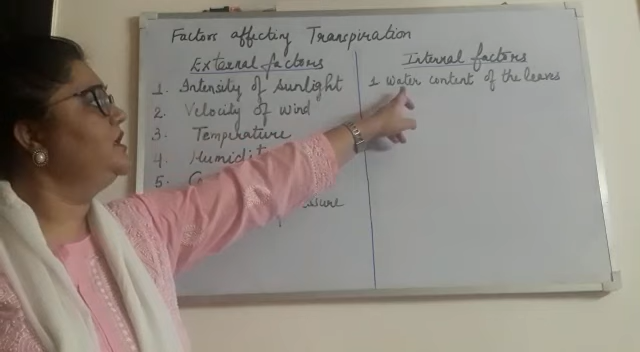 Factors affecting Transpiration
External factors
1. Intensity of sunlight
2. Velocity of wind
3. Temperature
4. Humidit
5.
Internal factors
1 Water content of the leaves